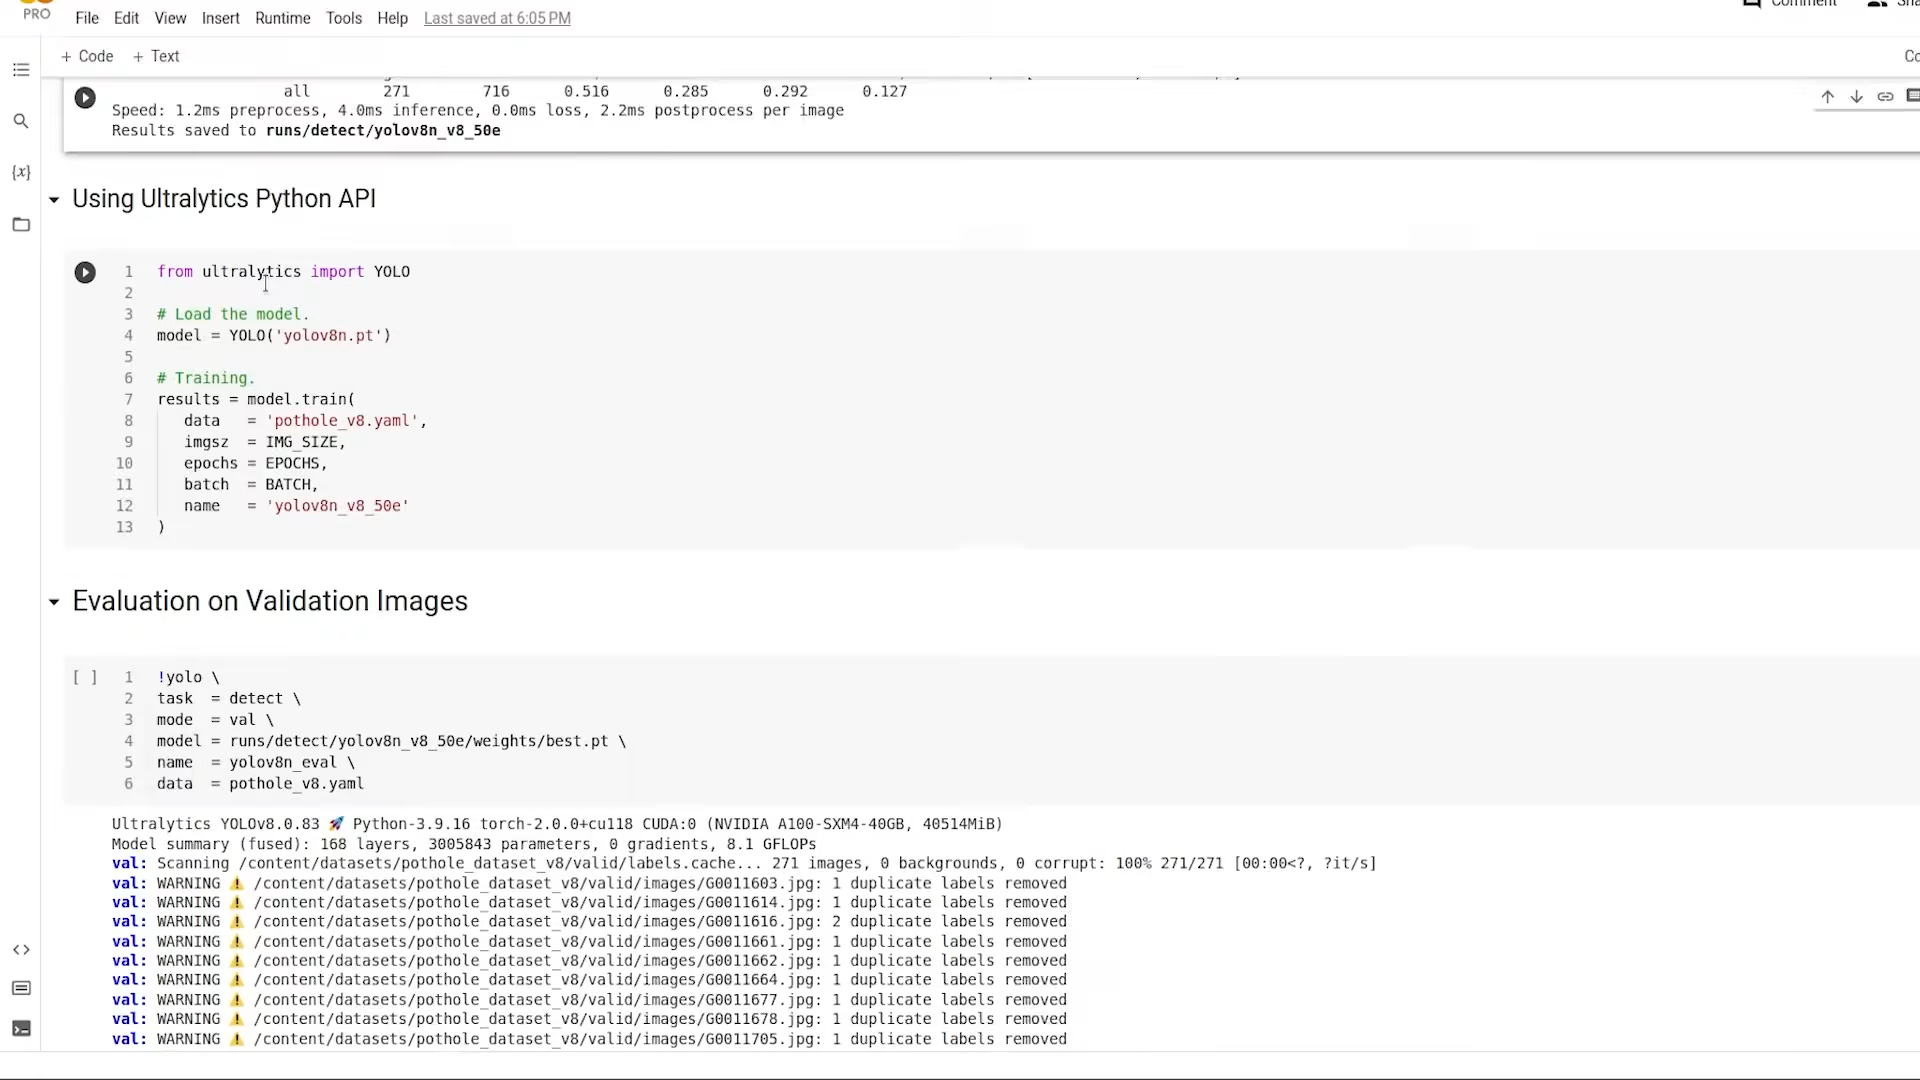 PRO
File Edit View Insert Runtime Tools Help Last saved at 6:05 PM
Comment
+ Code + Text
all 271 716 0.516 0.285 0.292 0.127
Speed: 1.2ms preprocess, 4.0ms inference, 0.0ms loss, 2.2ms postprocess per image
Results saved to runs/detect/yolov8n_v8_50e
Using Ultralytics Python API
1 from ultralytics import YOLO
2
3 # Load the model.
4 model = YOLO('yolov8n.pt')
5
6 # Training.
7 results = model.train(
8 data = 'pothole_v8.yaml',
9 imgsz = IMG_SIZE,
10 epochs = EPOCHS,
11 batch = BATCH,
12 name = 'yolov8n_v8_50e'
13 )
Evaluation on Validation Images
[ ] 1 !yolo \
2 task = detect \
3 mode = val \
4 model = runs/detect/yolov8n_v8_50e/weights/best.pt \
5 name = yolov8n_eval \
6 data = pothole_v8.yaml
Ultralytics YOLOv8.0.83 🚀 Python-3.9.16 torch-2.0.0+cu118 CUDA:0 (NVIDIA A100-SXM4-40GB, 40514MiB)
Model summary (fused): 168 layers, 3005843 parameters, 0 gradients, 8.1 GFLOPs
val: Scanning /content/datasets/pothole_dataset_v8/valid/labels.cache... 271 images, 0 backgrounds, 0 corrupt: 100% 271/271 [00:00<?, ?it/s]
val: WARNING ⚠️ /content/datasets/pothole_dataset_v8/valid/images/G0011603.jpg: 1 duplicate labels removed
val: WARNING ⚠️ /content/datasets/pothole_dataset_v8/valid/images/G0011614.jpg: 1 duplicate labels removed
val: WARNING ⚠️ /content/datasets/pothole_dataset_v8/valid/images/G0011616.jpg: 2 duplicate labels removed
val: WARNING ⚠️ /content/datasets/pothole_dataset_v8/valid/images/G0011661.jpg: 1 duplicate labels removed
val: WARNING ⚠️ /content/datasets/pothole_dataset_v8/valid/images/G0011662.jpg: 1 duplicate labels removed
val: WARNING ⚠️ /content/datasets/pothole_dataset_v8/valid/images/G0011664.jpg: 1 duplicate labels removed
val: WARNING ⚠️ /content/datasets/pothole_dataset_v8/valid/images/G0011677.jpg: 1 duplicate labels removed
val: WARNING ⚠️ /content/datasets/pothole_dataset_v8/valid/images/G0011678.jpg: 1 duplicate labels removed
val: WARNING ⚠️ /content/datasets/pothole_dataset_v8/valid/images/G0011705.jpg: 1 duplicate labels removed